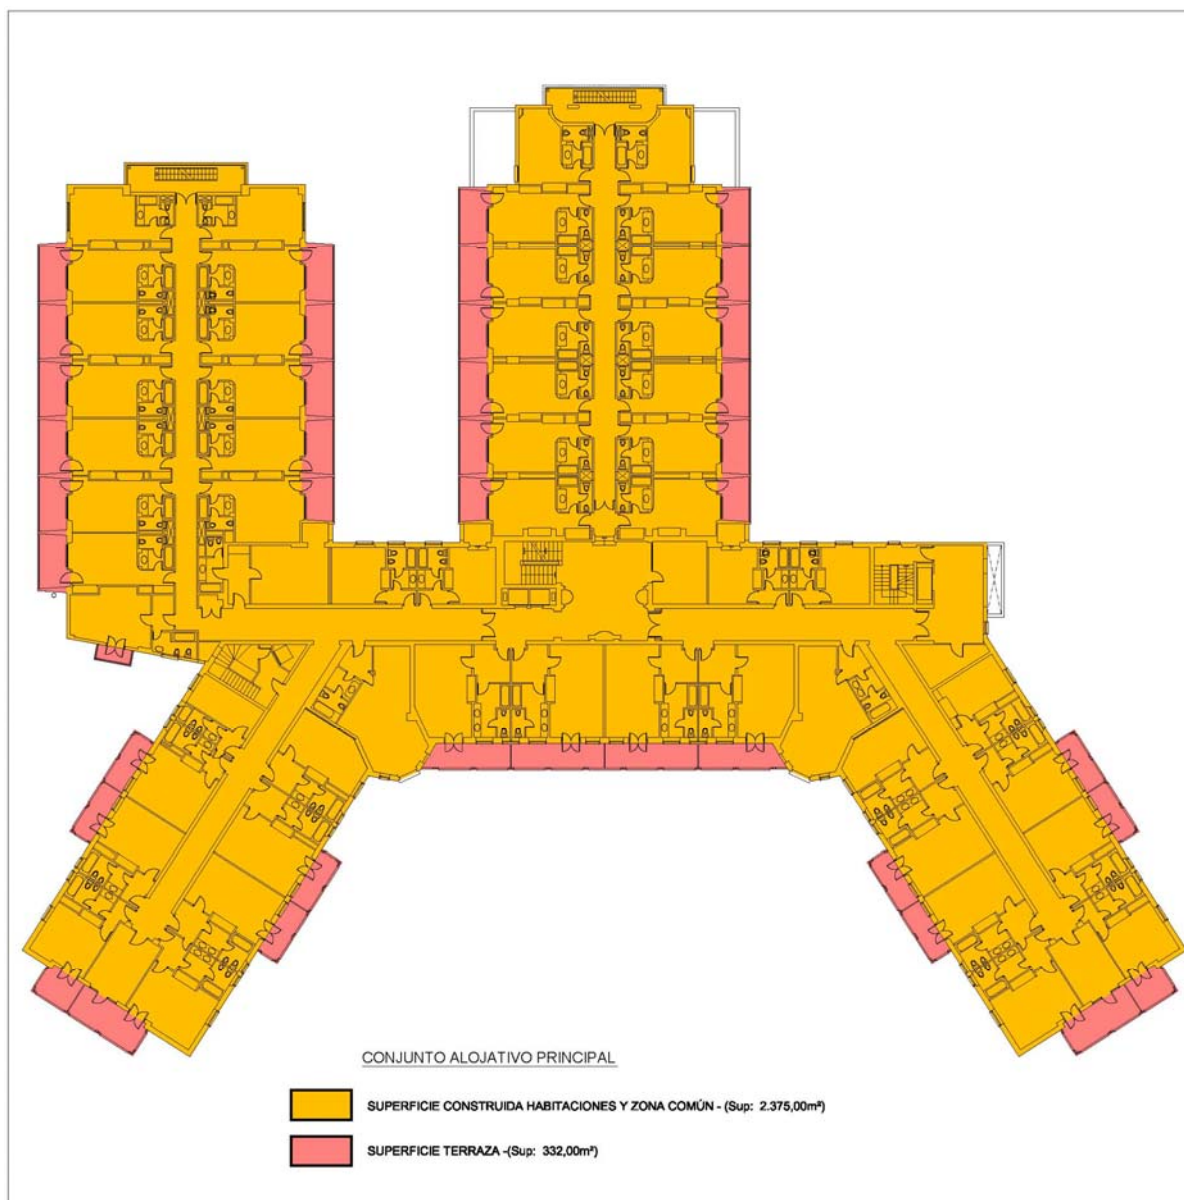 CONJUNTO ALOJATIVO PRINCIPAL
SUPERFICIE CONSTRUIDA HABITACIONES Y ZONA COMÚN - (Sup: 2.375,00m²)
SUPERFICIE TERRAZA -(Sup: 332,00m²)